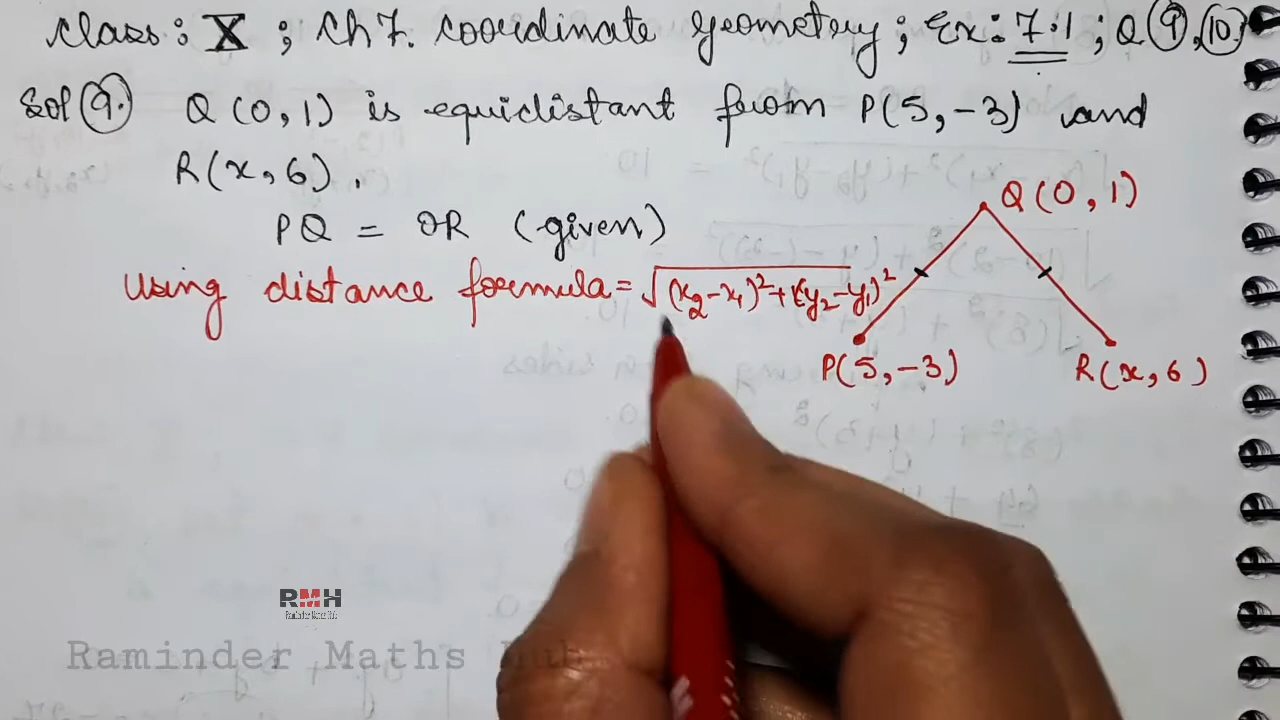 Class: X ; Ch 7. Coordinate geometery ; Ex: 7.1 ; Q 9, 10
Sol 9. Q (0, 1) is equidistant from P(5, -3) and
R(x, 6).
PQ = QR (given)
Using distance formula = √(x₂-x₁)²+(y₂-y₁)²
Q (0, 1)
P(5, -3)
R(x, 6)
RMH
Raminder Maths